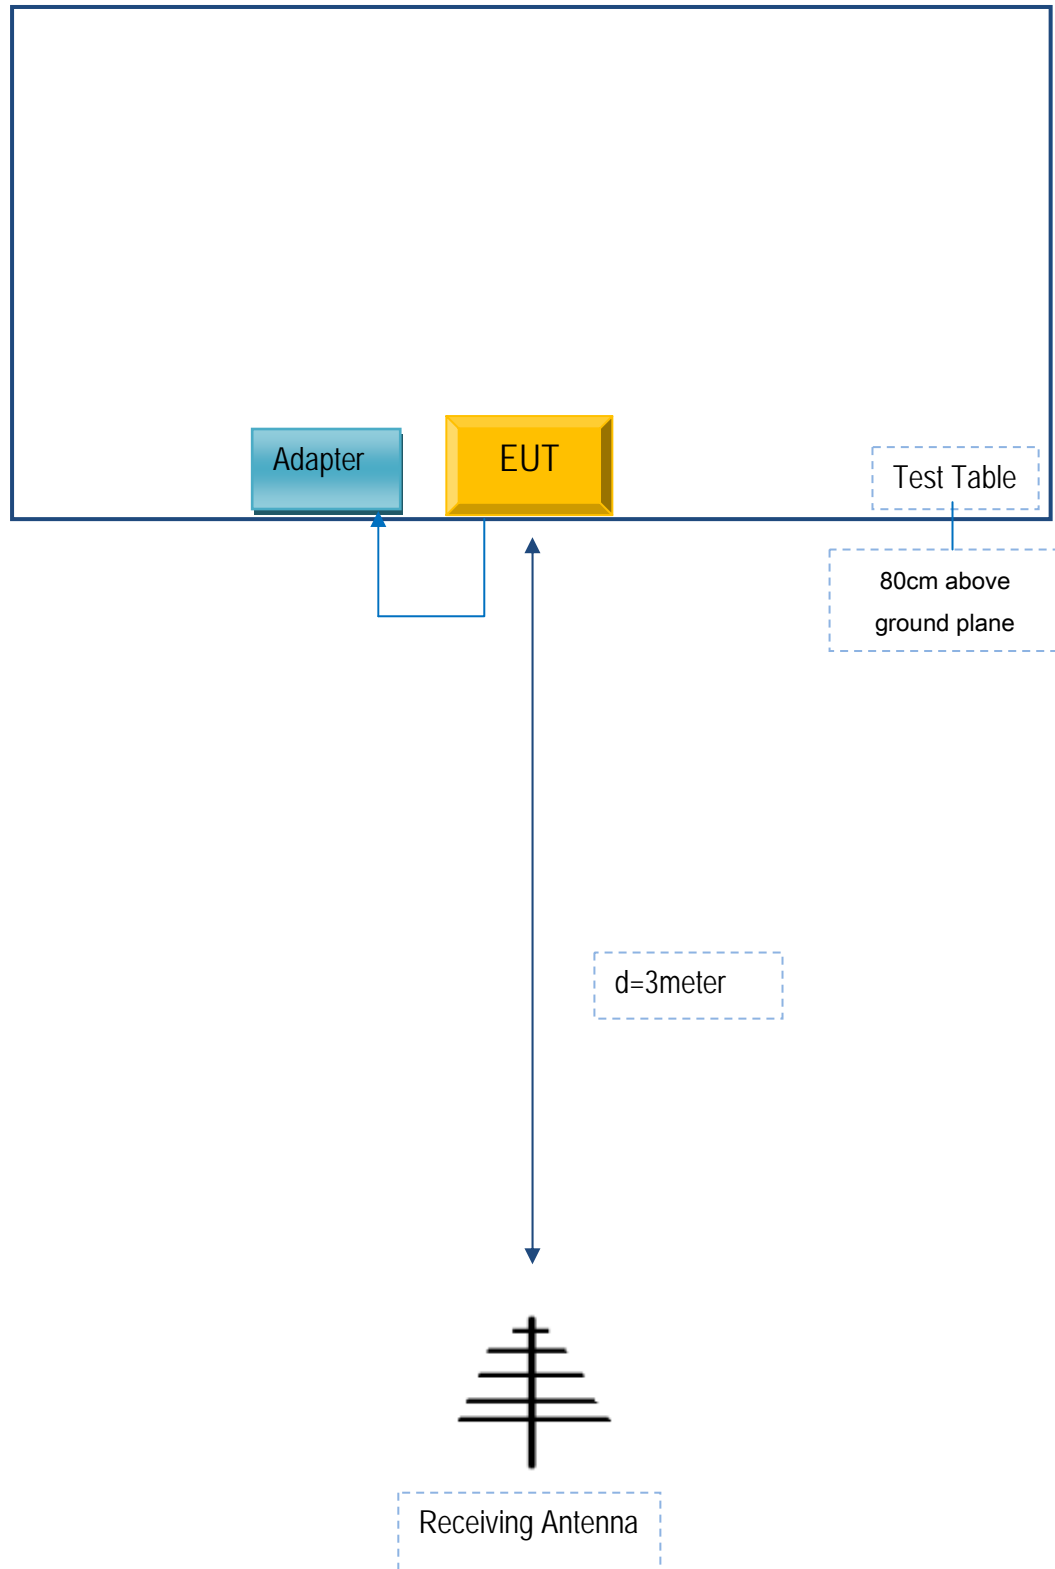 Adapter
EUT
Test Table
80cm above
ground plane
d=3meter
Receiving Antenna